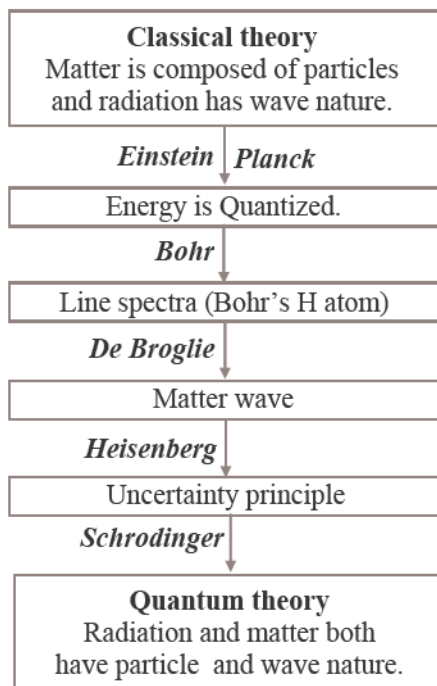 Classical theory
Matter is composed of particles
and radiation has wave nature.
Einstein Planck
Energy is Quantized.
Bohr
Line spectra (Bohr's H atom)
De Broglie
Matter wave
Heisenberg
Uncertainty principle
Schrodinger
Quantum theory
Radiation and matter both
have particle and wave nature.